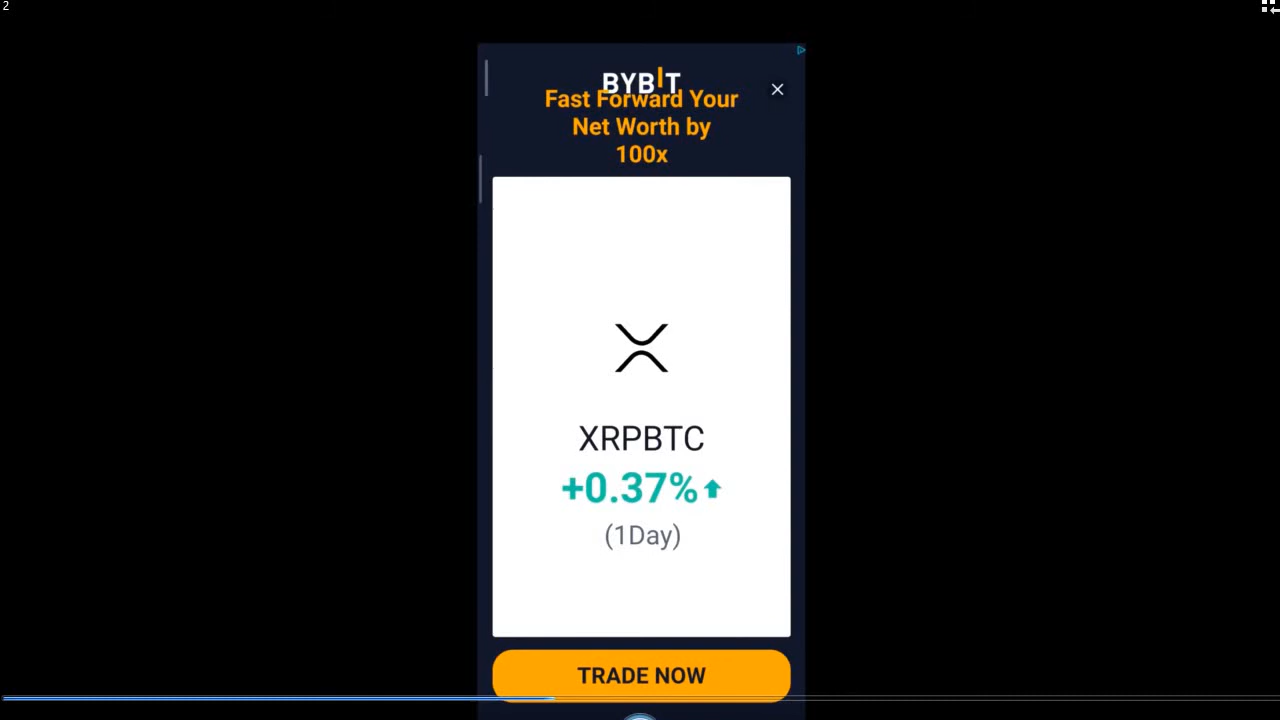 2
BYBIT
Fast Forward Your
Net Worth by
100x
XRPBTC
+0.37%
(1Day)
TRADE NOW